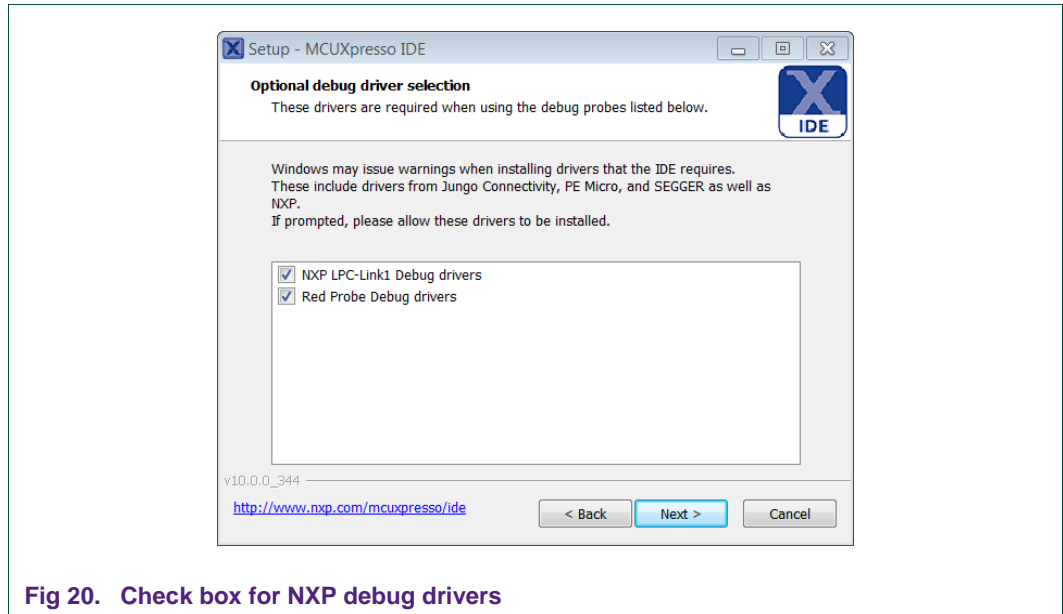 Setup - MCUXpresso IDE
Optional debug driver selection
These drivers are required when using the debug probes listed below.
IDE
Windows may issue warnings when installing drivers that the IDE requires.
These include drivers from Jungo Connectivity, PE Micro, and SEGGER as well as
NXP.
If prompted, please allow these drivers to be installed.
NXP LPC-Link1 Debug drivers
Red Probe Debug drivers
v10.0.0_344
http://www.nxp.com/mcuxpresso/ide
< Back
Next >
Cancel
Fig 20. Check box for NXP debug drivers